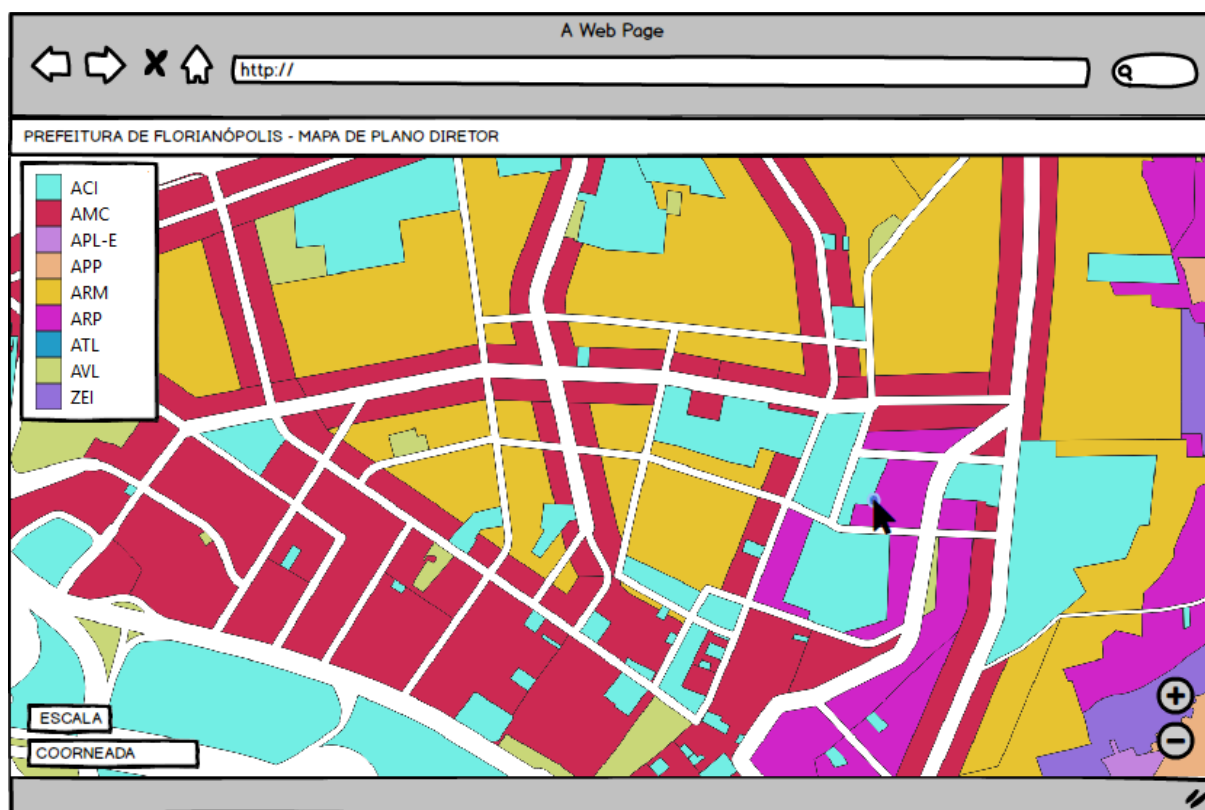 A Web Page
http://
PREFEITURA DE FLORIANÓPOLIS - MAPA DE PLANO DIRETOR
ACI
AMC
APL-E
APP
ARM
ARP
ATL
AVL
ZEI
ESCALA
COORNEADA